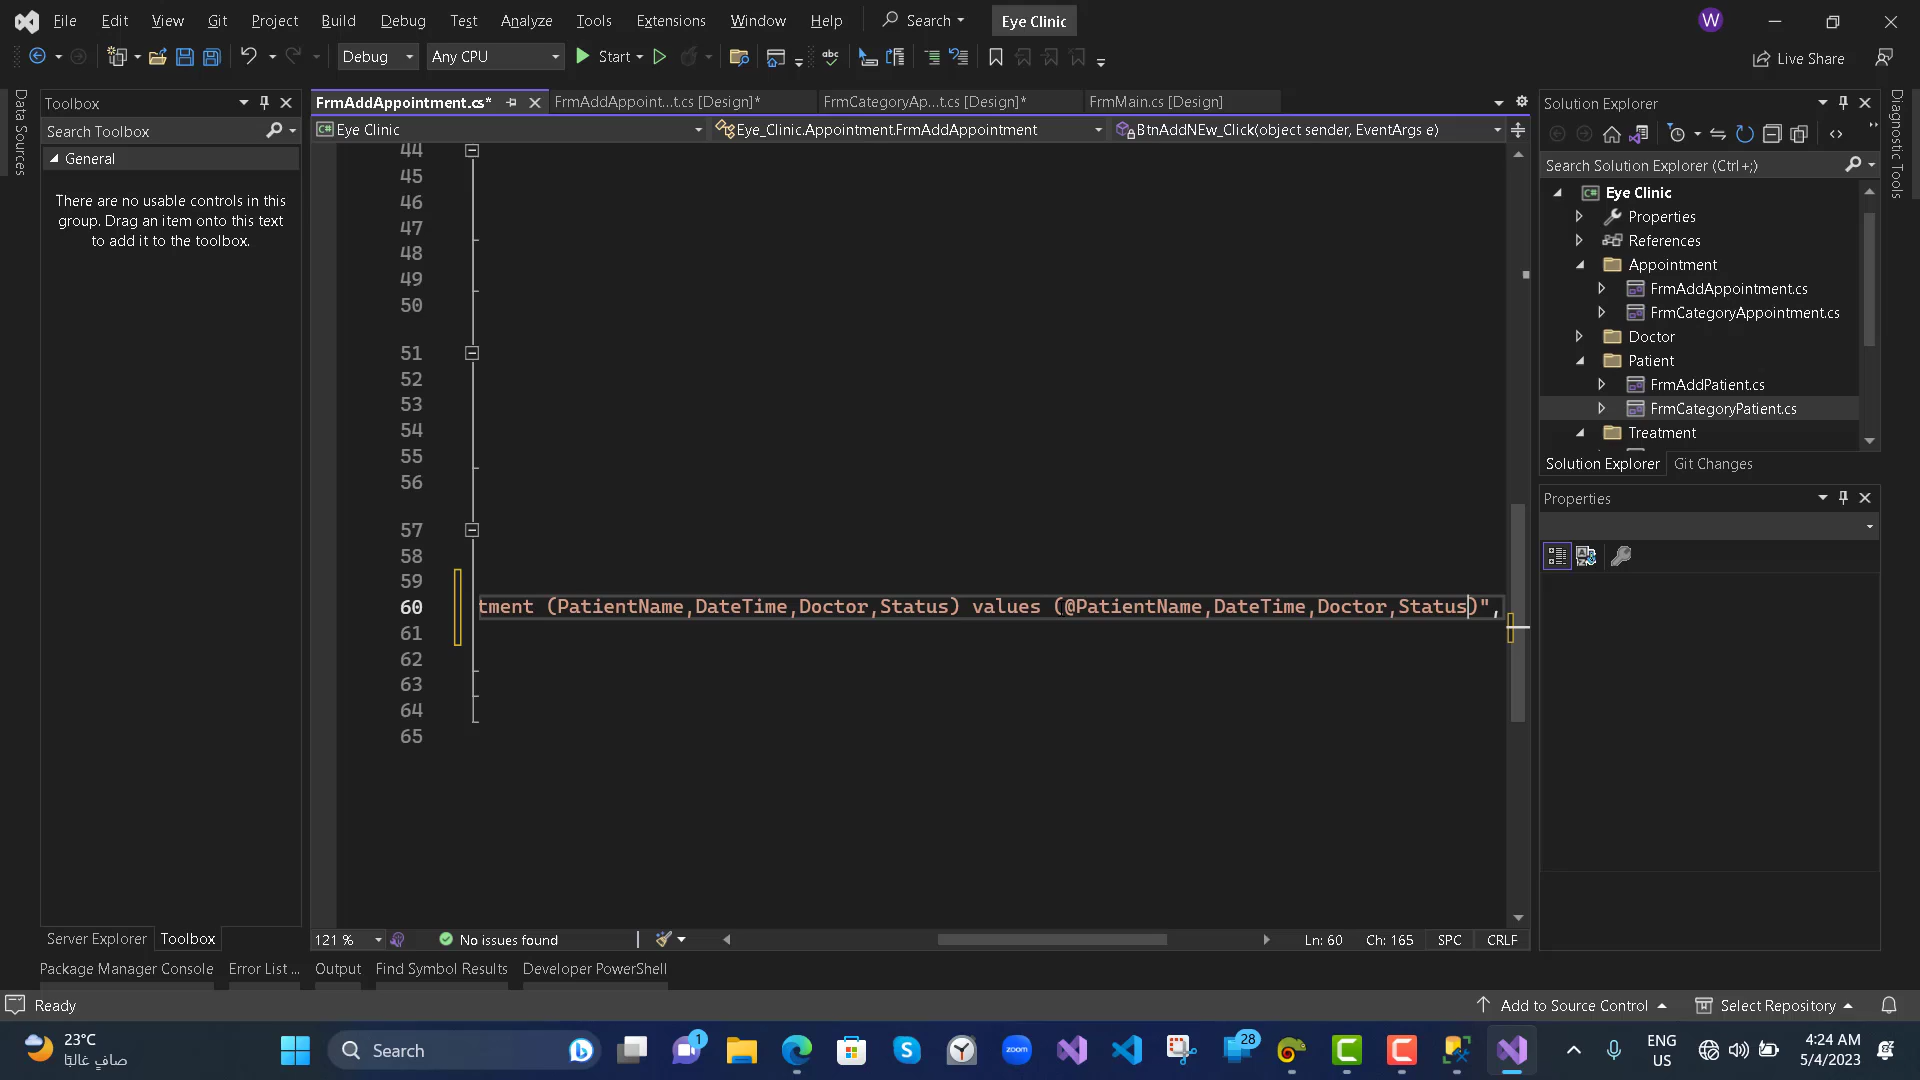 File Edit View Git Project Build Debug Test Analyze Tools Extensions Window Help Search Eye Clinic W
Debug Any CPU Start Live Share
Data Sources
Toolbox
Search Toolbox
General
There are no usable controls in this
group. Drag an item onto this text
to add it to the toolbox.
Server Explorer Toolbox
FrmAddAppointment.cs* FrmAddAppoint...t.cs [Design]* FrmCategoryAp...t.cs [Design]* FrmMain.cs [Design]
Eye Clinic Eye_Clinic.Appointment.FrmAddAppointment BtnAddNEw_Click(object sender, EventArgs e)
44
45
46
47
48
49
50
51
52
53
54
55
56
57
58
59
60 tment (PatientName,DateTime,Doctor,Status) values (@PatientName,DateTime,Doctor,Status)",
61
62
63
64
65
121 % No issues found Ln: 60 Ch: 165 SPC CRLF
Solution Explorer
Search Solution Explorer (Ctrl+;)
Eye Clinic
Properties
References
Appointment
FrmAddAppointment.cs
FrmCategoryAppointment.cs
Doctor
Patient
FrmAddPatient.cs
FrmCategoryPatient.cs
Treatment
Solution Explorer Git Changes
Properties
Diagnostic Tools
Package Manager Console Error List ... Output Find Symbol Results Developer PowerShell
Ready Add to Source Control Select Repository
23°C
صافٍ غالبًا
Search
1
zoom
28
ENG
US
4:24 AM
5/4/2023